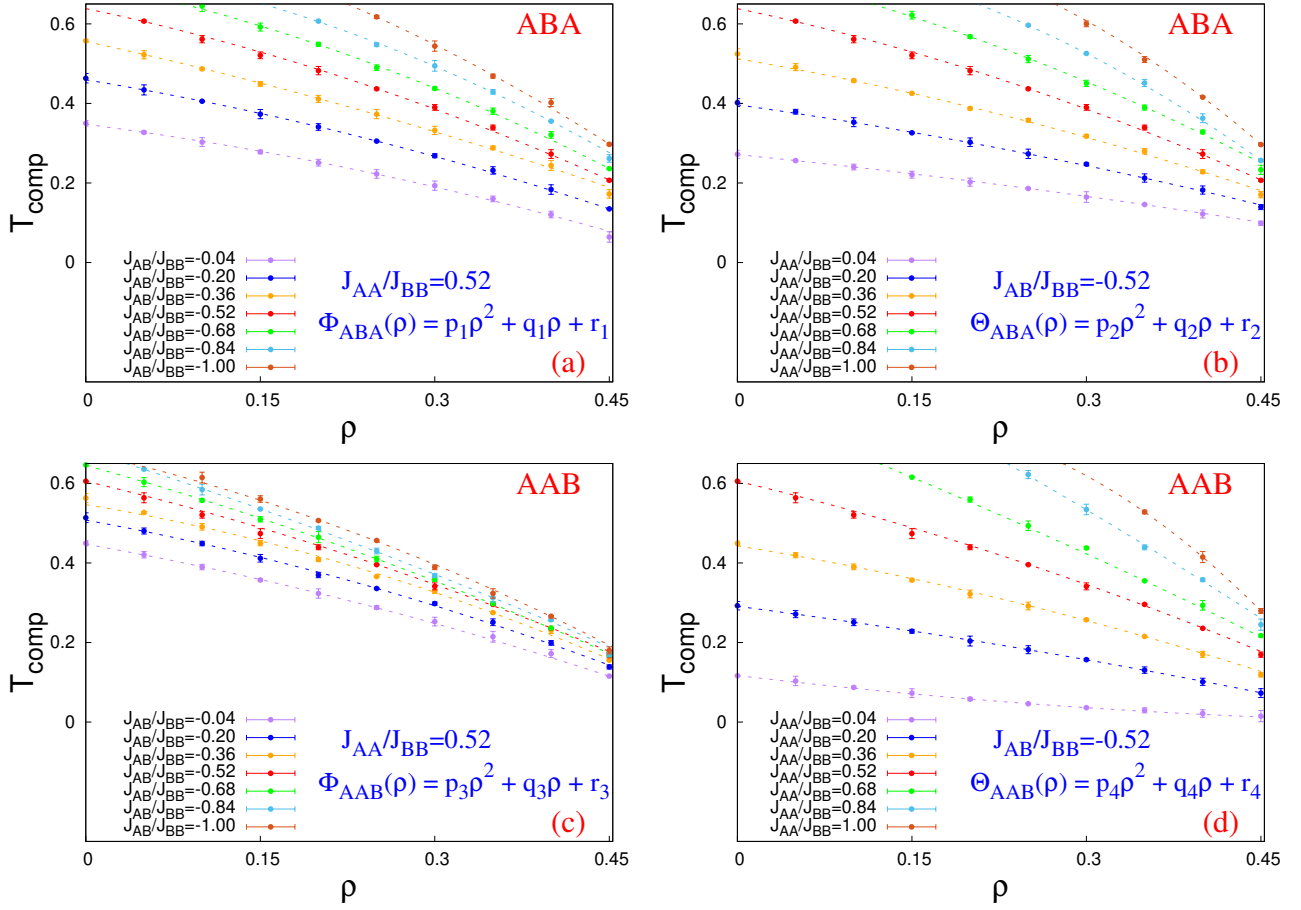 ABA
0.6
0.4
0.2
0
T_comp
J_AB/J_BB=-0.04
J_AB/J_BB=-0.20
J_AB/J_BB=-0.36
J_AB/J_BB=-0.52
J_AB/J_BB=-0.68
J_AB/J_BB=-0.84
J_AB/J_BB=-1.00
J_AA/J_BB=0.52
Φ_ABA(ρ) = p_1ρ^2 + q_1ρ + r_1
(a)
0 0.15 0.3 0.45
ρ
ABA
0.6
0.4
0.2
0
T_comp
J_AA/J_BB=0.04
J_AA/J_BB=0.20
J_AA/J_BB=0.36
J_AA/J_BB=0.52
J_AA/J_BB=0.68
J_AA/J_BB=0.84
J_AA/J_BB=1.00
J_AB/J_BB=-0.52
Θ_ABA(ρ) = p_2ρ^2 + q_2ρ + r_2
(b)
0 0.15 0.3 0.45
ρ
AAB
0.6
0.4
0.2
0
T_comp
J_AB/J_BB=-0.04
J_AB/J_BB=-0.20
J_AB/J_BB=-0.36
J_AB/J_BB=-0.52
J_AB/J_BB=-0.68
J_AB/J_BB=-0.84
J_AB/J_BB=-1.00
J_AA/J_BB=0.52
Φ_AAB(ρ) = p_3ρ^2 + q_3ρ + r_3
(c)
0 0.15 0.3 0.45
ρ
AAB
0.6
0.4
0.2
0
T_comp
J_AA/J_BB=0.04
J_AA/J_BB=0.20
J_AA/J_BB=0.36
J_AA/J_BB=0.52
J_AA/J_BB=0.68
J_AA/J_BB=0.84
J_AA/J_BB=1.00
J_AB/J_BB=-0.52
Θ_AAB(ρ) = p_4ρ^2 + q_4ρ + r_4
(d)
0 0.15 0.3 0.45
ρ